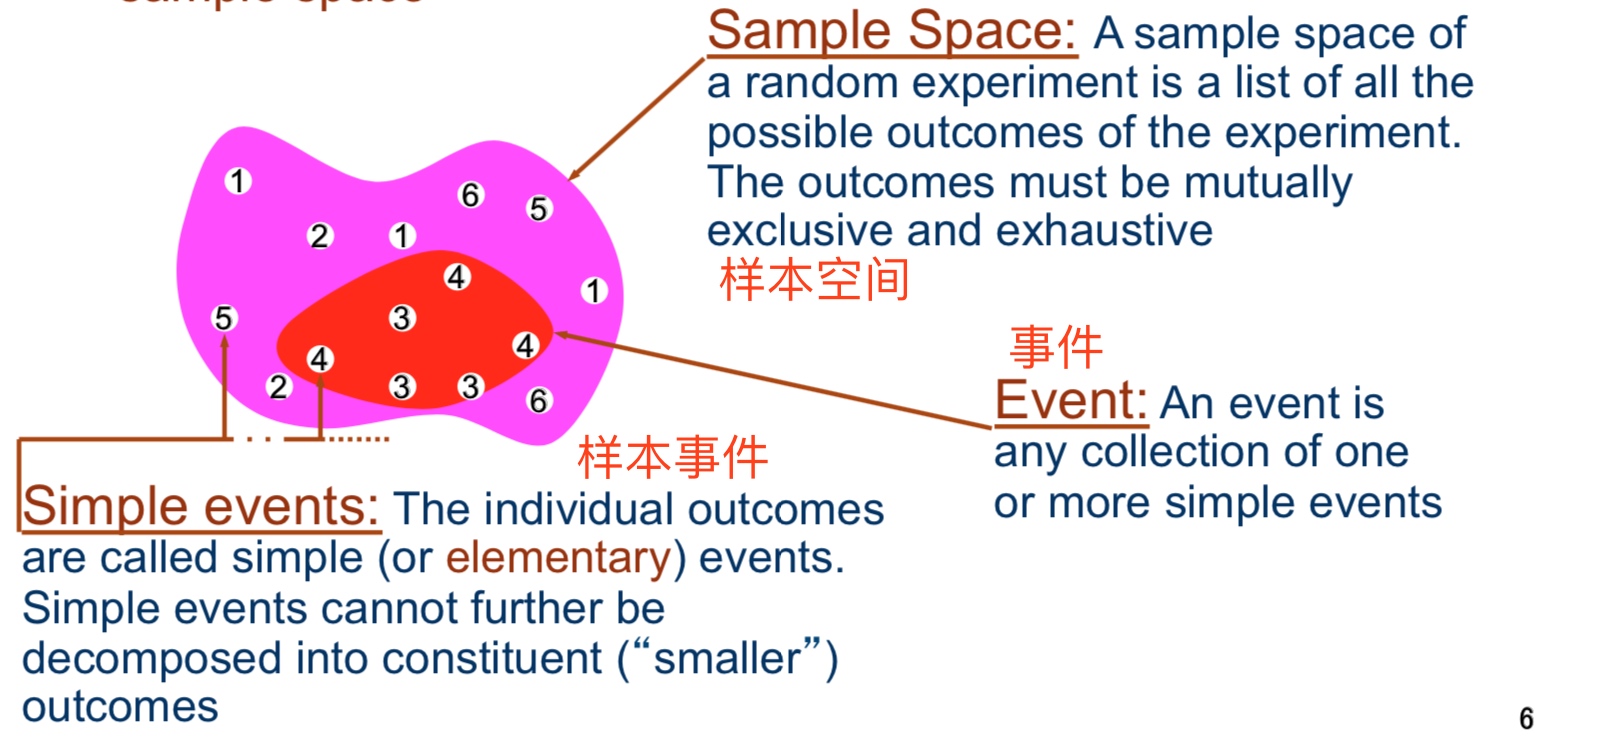 sample space
Sample Space: A sample space of
a random experiment is a list of all the
possible outcomes of the experiment.
The outcomes must be mutually
exclusive and exhaustive
样本空间
1
6
5
2
1
4
1
5
3
4
4
2
3
3
6
事件
Event: An event is
any collection of one
or more simple events
样本事件
Simple events: The individual outcomes
are called simple (or elementary) events.
Simple events cannot further be
decomposed into constituent (“smaller”)
outcomes
6